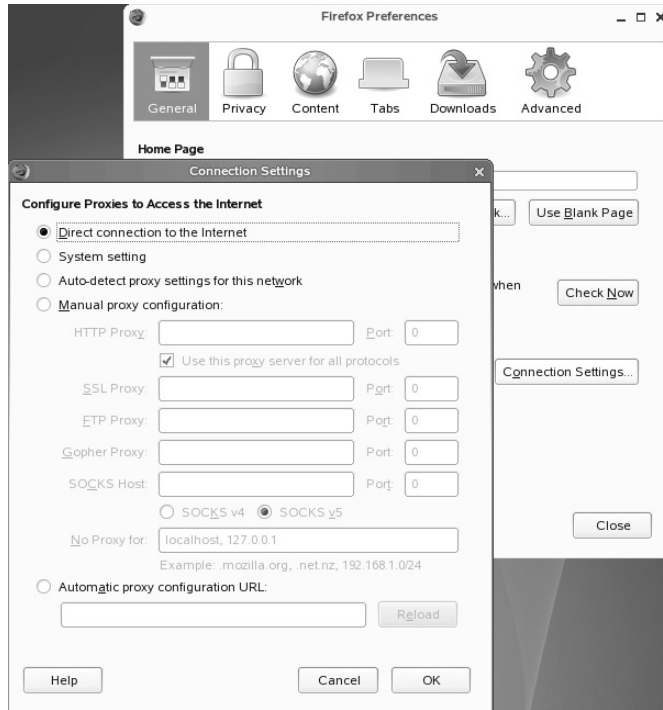 Firefox Preferences
General Privacy Content Tabs Downloads Advanced
Home Page
k... Use Blank Page
when Check Now
Connection Settings...
Close
Connection Settings
Configure Proxies to Access the Internet
Direct connection to the Internet
System setting
Auto-detect proxy settings for this network
Manual proxy configuration:
HTTP Proxy: Port: 0
Use this proxy server for all protocols
SSL Proxy: Port: 0
FTP Proxy: Port: 0
Gopher Proxy: Port: 0
SOCKS Host: Port: 0
SOCKS v4 SOCKS v5
No Proxy for: localhost, 127.0.0.1
Example: .mozilla.org, .net.nz, 192.168.1.0/24
Automatic proxy configuration URL:
Reload
Help Cancel OK